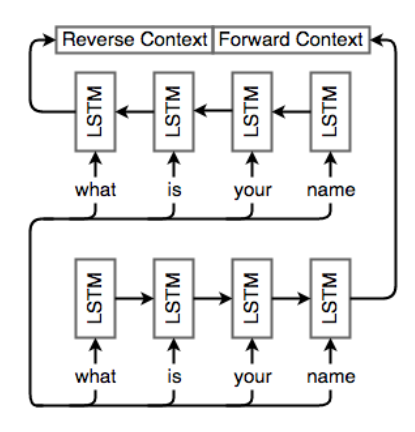 Reverse Context Forward Context
LSTM LSTM LSTM LSTM
what is your name
LSTM LSTM LSTM LSTM
what is your name